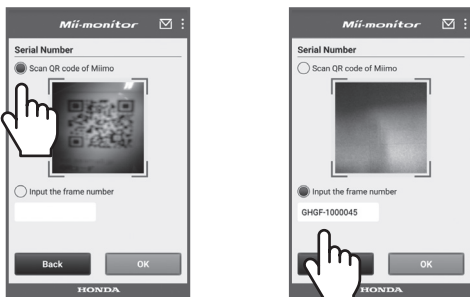 Mii-monitor
Serial Number
Scan QR code of Miimo
Input the frame number
Back
OK
HONDA
Mii-monitor
Serial Number
Scan QR code of Miimo
Input the frame number
GHGF-1000045
OK
HONDA